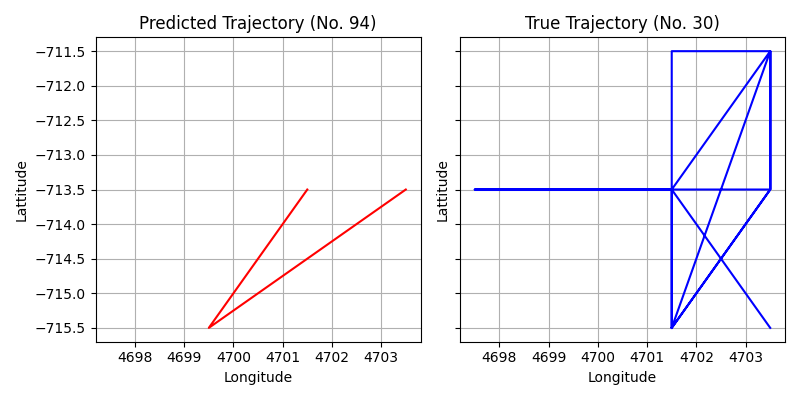 Predicted Trajectory (No. 94)
−711.5
−712.0
−712.5
−713.0
−713.5
−714.0
−714.5
−715.0
−715.5
Lattitude
4698 4699 4700 4701 4702 4703
Longitude
True Trajectory (No. 30)
Lattitude
4698 4699 4700 4701 4702 4703
Longitude